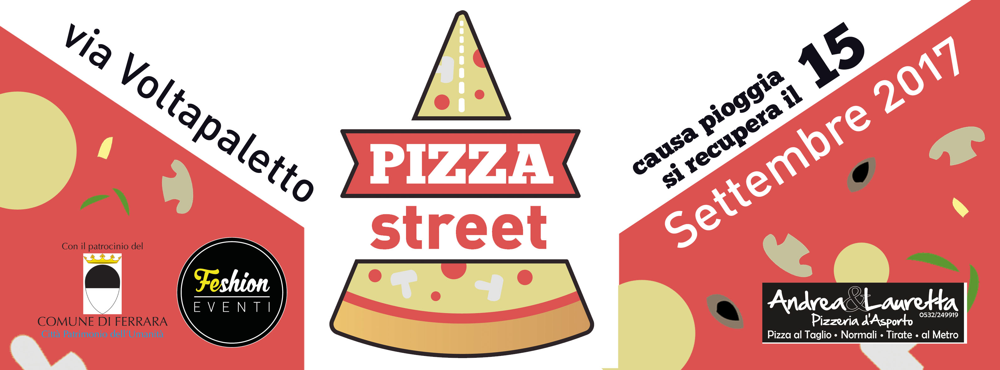 via Voltapaletto
Con il patrocinio del
COMUNE DI FERRARA
Città Patrimonio dell'Umanità
Feshion
EVENTI
PIZZA
street
causa pioggia
si recupera il
15
Settembre 2017
Andrea&Lauretta
0532/249919
Pizzeria d'Asporto
Pizza al Taglio • Normali • Tirate • al Metro